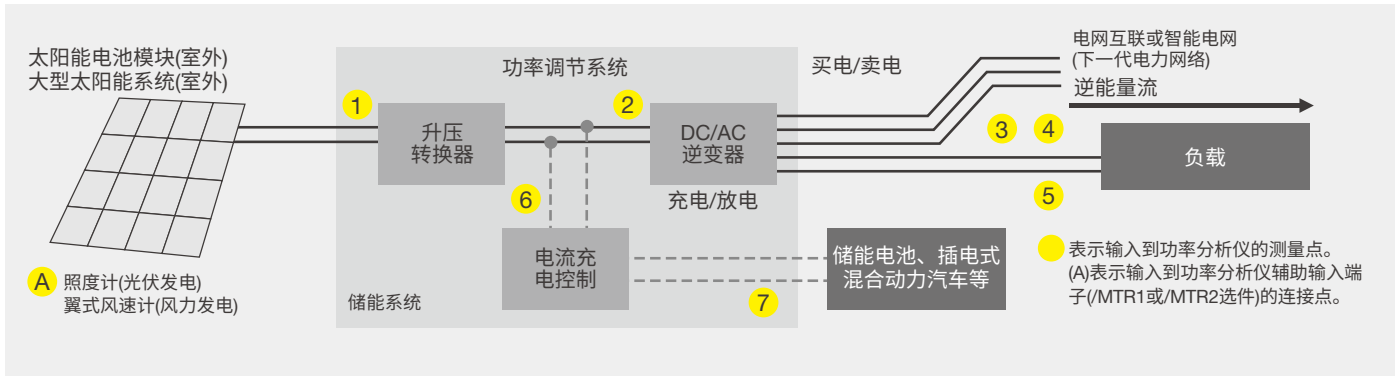 太阳能电池模块(室外)
大型太阳能系统(室外)
A
照度计(光伏发电)
翼式风速计(风力发电)
功率调节系统
1
升压
转换器
2
DC/AC
逆变器
充电/放电
6
电流充
电控制
储能系统
7
买电/卖电
电网互联或智能电网
(下一代电力网络)
逆能量流
3
4
负载
5
储能电池、插电式
混合动力汽车等
表示输入到功率分析仪的测量点。
(A)表示输入到功率分析仪辅助输入端
子(/MTR1或/MTR2选件)的连接点。